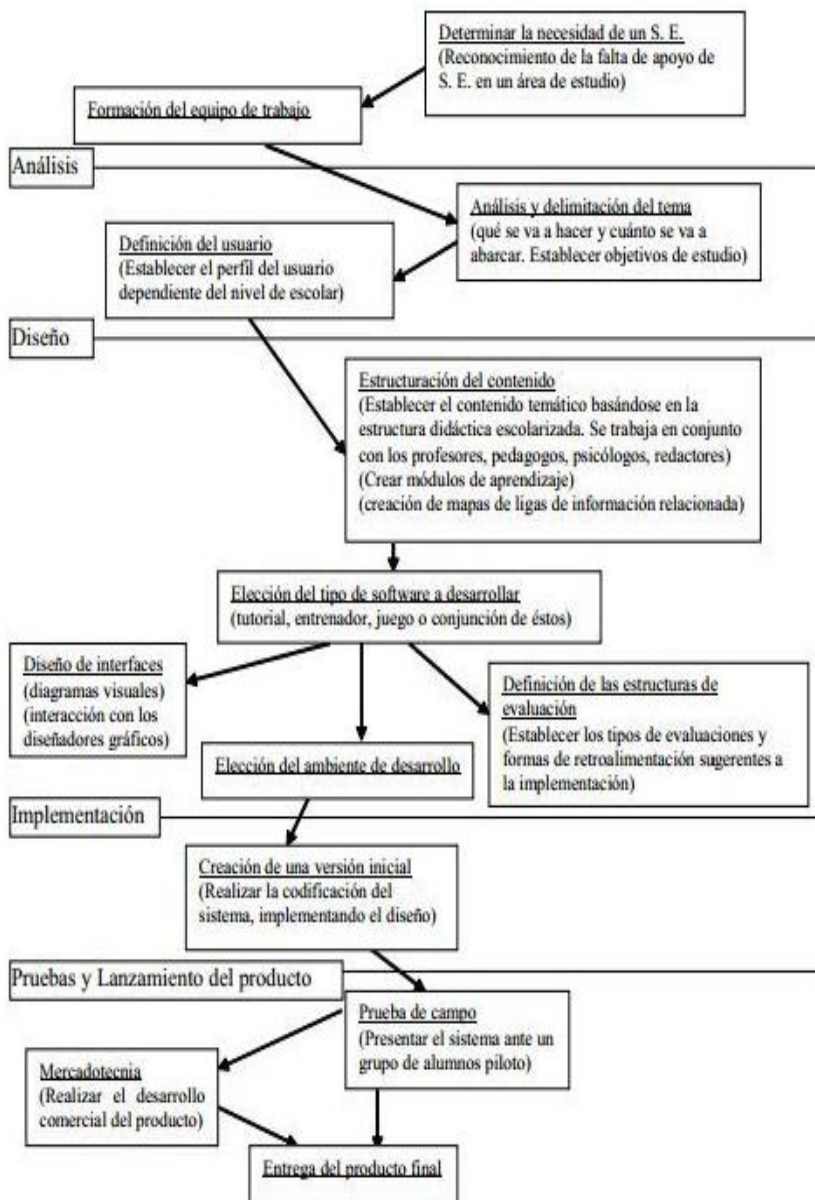 Determinar la necesidad de un S. E.
(Reconocimiento de la falta de apoyo de
S. E. en un área de estudio)
Formación del equipo de trabajo
Análisis
Análisis y delimitación del tema
(qué se va a hacer y cuánto se va a
abarcar. Establecer objetivos de estudio)
Definición del usuario
(Establecer el perfil del usuario
dependiente del nivel de escolar)
Diseño
Estructuración del contenido
(Establecer el contenido temático basándose en la
estructura didáctica escolarizada. Se trabaja en conjunto
con los profesores, pedagogos, psicólogos, redactores)
(Crear módulos de aprendizaje)
(creación de mapas de ligas de información relacionada)
Elección del tipo de software a desarrollar
(tutorial, entrenador, juego o conjunción de éstos)
Diseño de interfaces
(diagramas visuales)
(interacción con los
diseñadores gráficos)
Definición de las estructuras de
evaluación
(Establecer los tipos de evaluaciones y
formas de retroalimentación sugerentes a
la implementación)
Elección del ambiente de desarrollo
Implementación
Creación de una versión inicial
(Realizar la codificación del
sistema, implementando el diseño)
Pruebas y Lanzamiento del producto
Prueba de campo
(Presentar el sistema ante un
grupo de alumnos piloto)
Mercadotecnia
(Realizar el desarrollo
comercial del producto)
Entrega del producto final